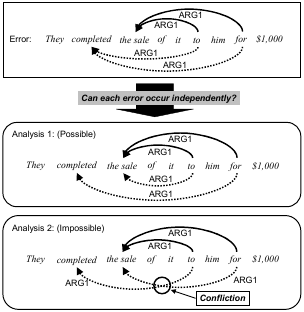 ARG1
ARG1
Error: They completed the sale of it to him for $1,000
ARG1
ARG1
Can each error occur independently?
Analysis 1: (Possible)
ARG1
ARG1
They completed the sale of it to him for $1,000
ARG1
ARG1
Analysis 2: (Impossible)
ARG1
ARG1
They completed the sale of it to him for $1,000
ARG1 ARG1
Confliction